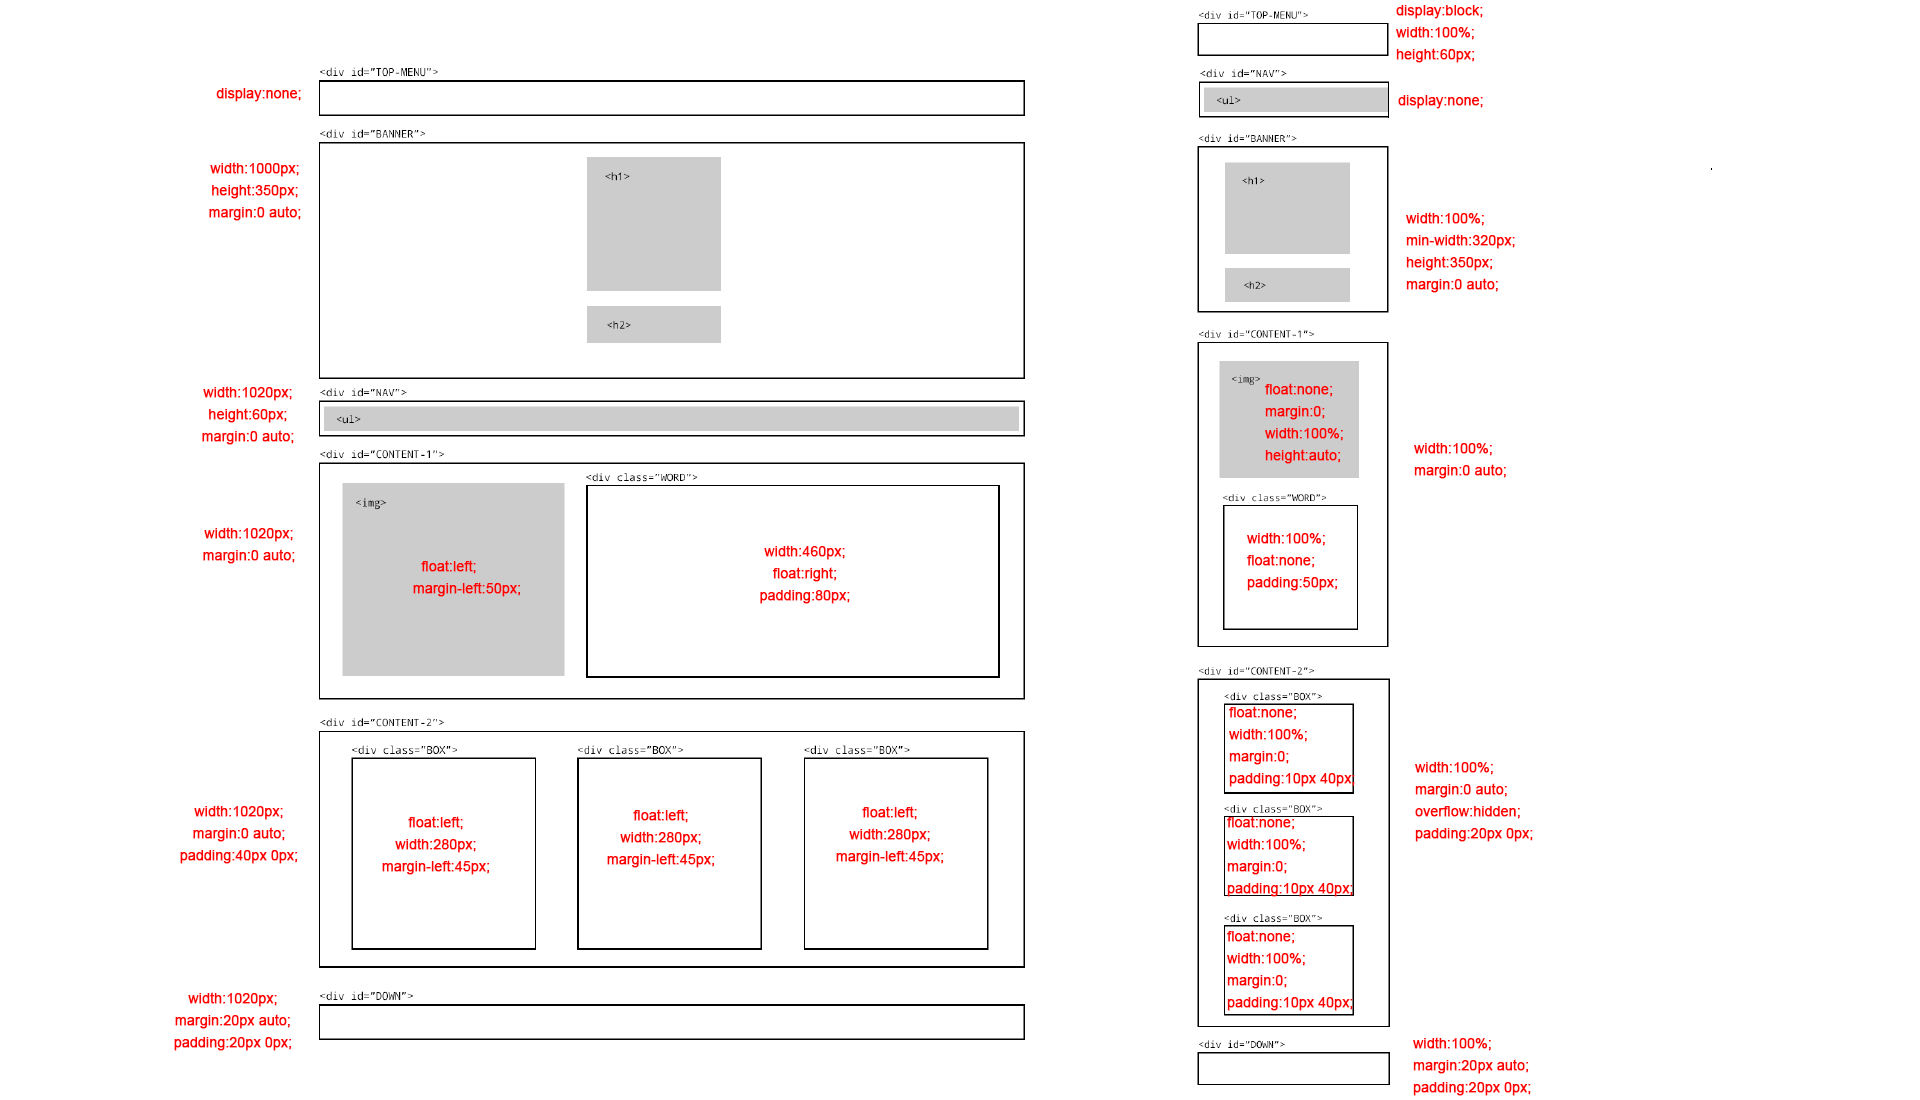 <div id="TOP-MENU">
display:none;
<div id="BANNER">
width:1000px;
height:350px;
margin:0 auto;
<h1>
<h2>
<div id="NAV">
width:1020px;
height:60px;
margin:0 auto;
<ul>
<div id="CONTENT-1">
width:1020px;
margin:0 auto;
<img>
float:left;
margin-left:50px;
<div class="WORD">
width:460px;
float:right;
padding:80px;
<div id="CONTENT-2">
width:1020px;
margin:0 auto;
padding:40px 0px;
<div class="BOX">
float:left;
width:280px;
margin-left:45px;
<div class="BOX">
float:left;
width:280px;
margin-left:45px;
<div class="BOX">
float:left;
width:280px;
margin-left:45px;
<div id="DOWN">
width:1020px;
margin:20px auto;
padding:20px 0px;
<div id="TOP-MENU">
display:block;
width:100%;
height:60px;
<div id="NAV">
<ul>
display:none;
<div id="BANNER">
<h1>
<h2>
width:100%;
min-width:320px;
height:350px;
margin:0 auto;
<div id="CONTENT-1">
<img>
float:none;
margin:0;
width:100%;
height:auto;
width:100%;
margin:0 auto;
<div class="WORD">
width:100%;
float:none;
padding:50px;
<div id="CONTENT-2">
<div class="BOX">
float:none;
width:100%;
margin:0;
padding:10px 40px;
<div class="BOX">
float:none;
width:100%;
margin:0;
padding:10px 40px;
<div class="BOX">
float:none;
width:100%;
margin:0;
padding:10px 40px;
width:100%;
margin:0 auto;
overflow:hidden;
padding:20px 0px;
<div id="DOWN">
width:100%;
margin:20px auto;
padding:20px 0px;